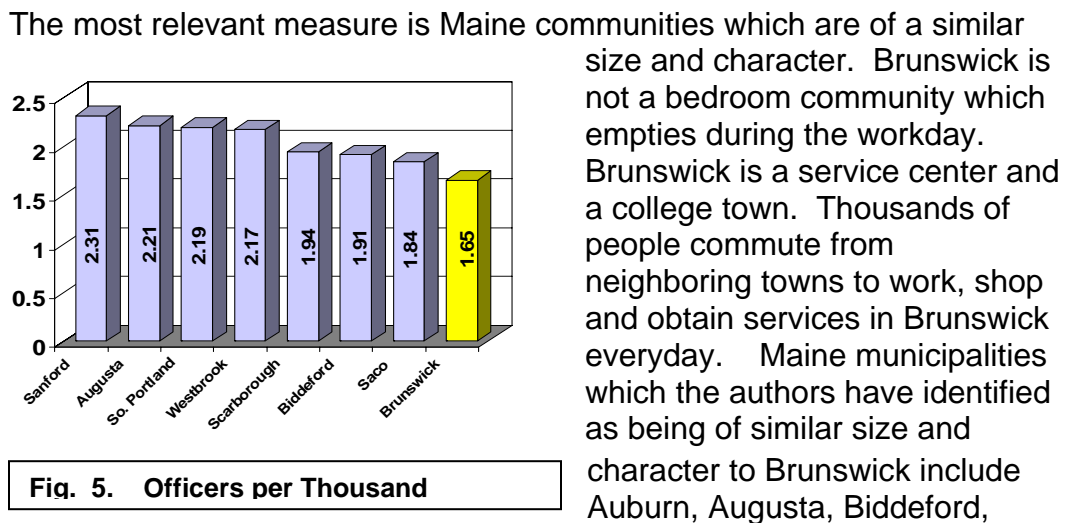 The most relevant measure is Maine communities which are of a similar
size and character.  Brunswick is
not a bedroom community which
empties during the workday.
Brunswick is a service center and
a college town.  Thousands of
people commute from
neighboring towns to work, shop
and obtain services in Brunswick
everyday.    Maine municipalities
which the authors have identified
as being of similar size and
character to Brunswick include
Auburn, Augusta, Biddeford,
2.5
2
1.5
1
0.5
0
2.31
2.21
2.19
2.17
1.94
1.91
1.84
1.65
Sanford
Augusta
So. Portland
Westbrook
Scarborough
Biddeford
Saco
Brunswick
Fig. 5. Officers per Thousand